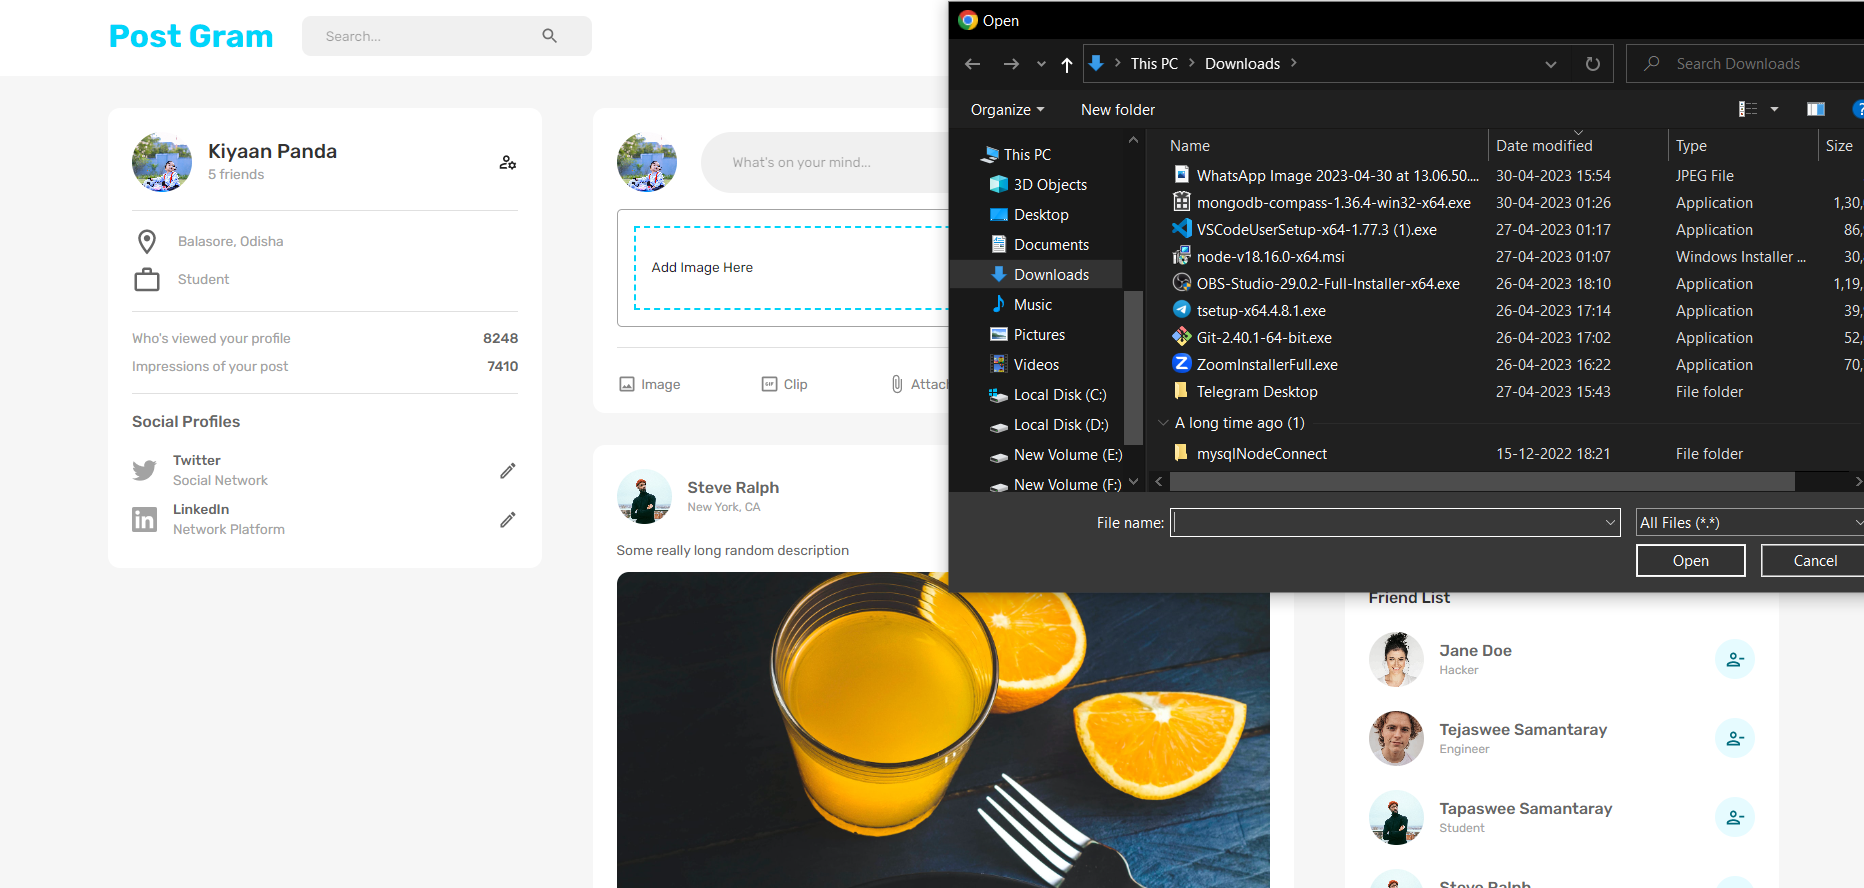 Post Gram
Search...
Kiyaan Panda
5 friends
Balasore, Odisha
Student
Who's viewed your profile 8248
Impressions of your post 7410
Social Profiles
Twitter
Social Network
LinkedIn
Network Platform
What's on your mind...
Add Image Here
Image
GIF Clip
Attach
Steve Ralph
New York, CA
Some really long random description
Open
This PC > Downloads >
Search Downloads
Organize
New folder
This PC
3D Objects
Desktop
Documents
Downloads
Music
Pictures
Videos
Local Disk (C:)
Local Disk (D:)
New Volume (E:)
New Volume (F:)
Name Date modified Type Size
WhatsApp Image 2023-04-30 at 13.06.50.... 30-04-2023 15:54 JPEG File
mongodb-compass-1.36.4-win32-x64.exe 30-04-2023 01:26 Application 1,30,
VSCodeUserSetup-x64-1.77.3 (1).exe 27-04-2023 01:17 Application 86,
node-v18.16.0-x64.msi 27-04-2023 01:07 Windows Installer ... 30,
OBS-Studio-29.0.2-Full-Installer-x64.exe 26-04-2023 18:10 Application 1,19,
tsetup-x64.4.8.1.exe 26-04-2023 17:14 Application 39,
Git-2.40.1-64-bit.exe 26-04-2023 17:02 Application 52,
ZoomInstallerFull.exe 26-04-2023 16:22 Application 70,
Telegram Desktop 27-04-2023 15:43 File folder
A long time ago (1)
mysqlNodeConnect 15-12-2022 18:21 File folder
File name:
All Files (*.*)
Open
Cancel
Friend List
Jane Doe
Hacker
Tejaswee Samantaray
Engineer
Tapaswee Samantaray
Student
Steve Ralph